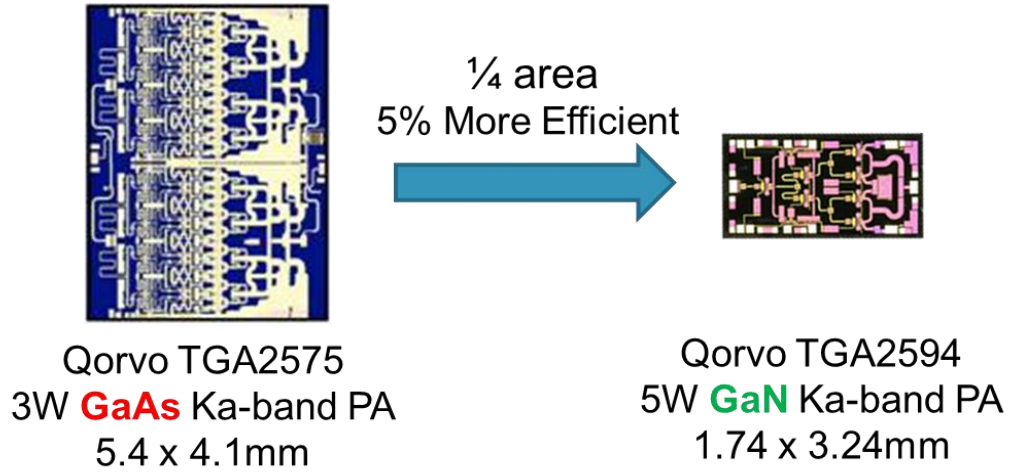 ¼ area
5% More Efficient
Qorvo TGA2575
3W GaAs Ka-band PA
5.4 x 4.1mm
Qorvo TGA2594
5W GaN Ka-band PA
1.74 x 3.24mm